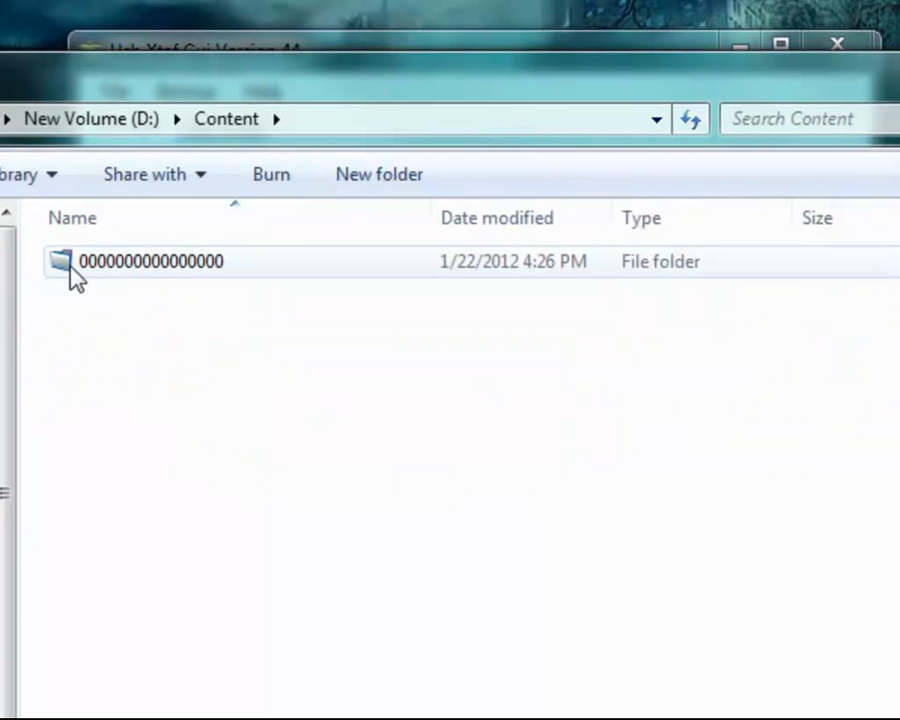 New Volume (D:) Content
Search Content
brary Share with Burn New folder
Name Date modified Type Size
0000000000000000 1/22/2012 4:26 PM File folder